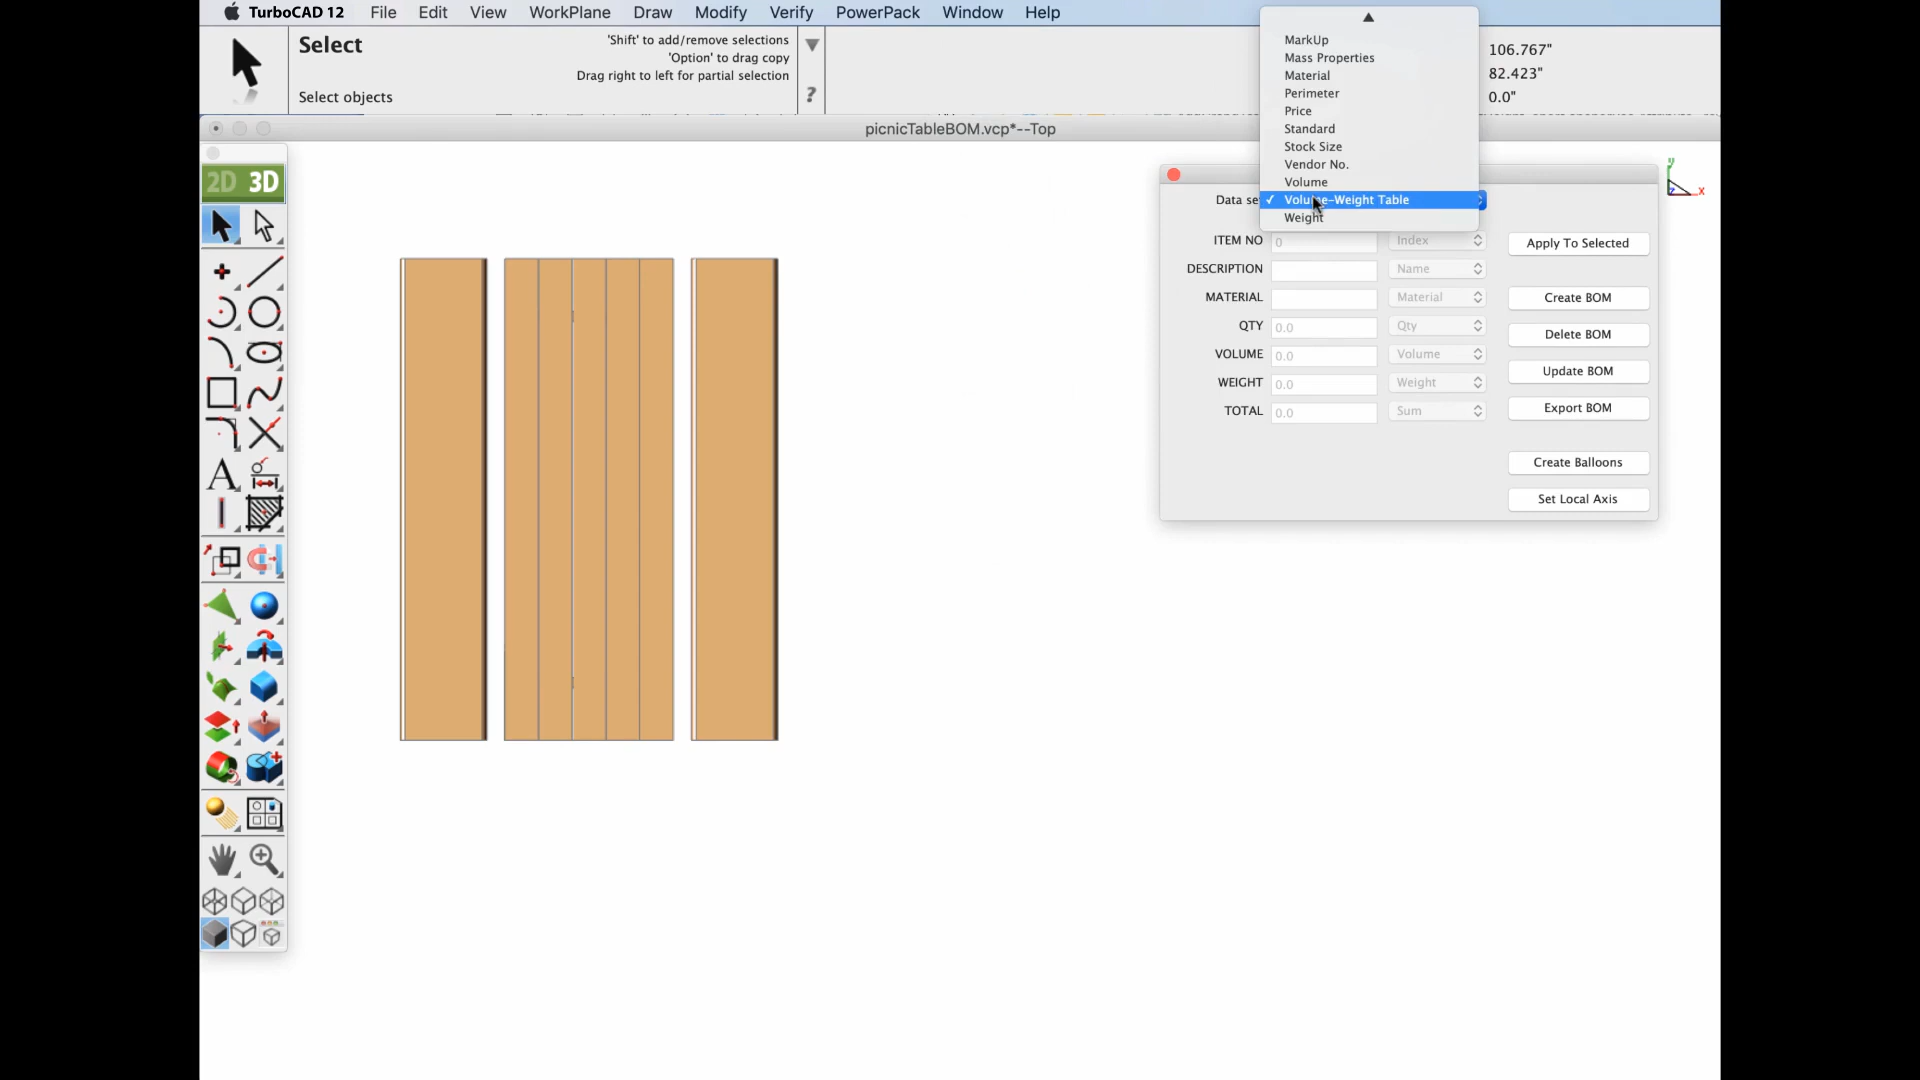 TurboCAD 12 File Edit View WorkPlane Draw Modify Verify PowerPack Window Help
Select
'Shift' to add/remove selections
'Option' to drag copy
Drag right to left for partial selection
Select objects
?
106.767"
82.423"
0.0"
picnicTableBOM.vcp*--Top
2D 3D
A
MarkUp
Mass Properties
Material
Perimeter
Price
Standard
Stock Size
Vendor No.
Volume
✓ Volume-Weight Table
Weight
Data se
ITEM NO 0 Index
DESCRIPTION Name
MATERIAL Material
QTY 0.0 Qty
VOLUME 0.0 Volume
WEIGHT 0.0 Weight
TOTAL 0.0 Sum
Apply To Selected
Create BOM
Delete BOM
Update BOM
Export BOM
Create Balloons
Set Local Axis
y
z
x